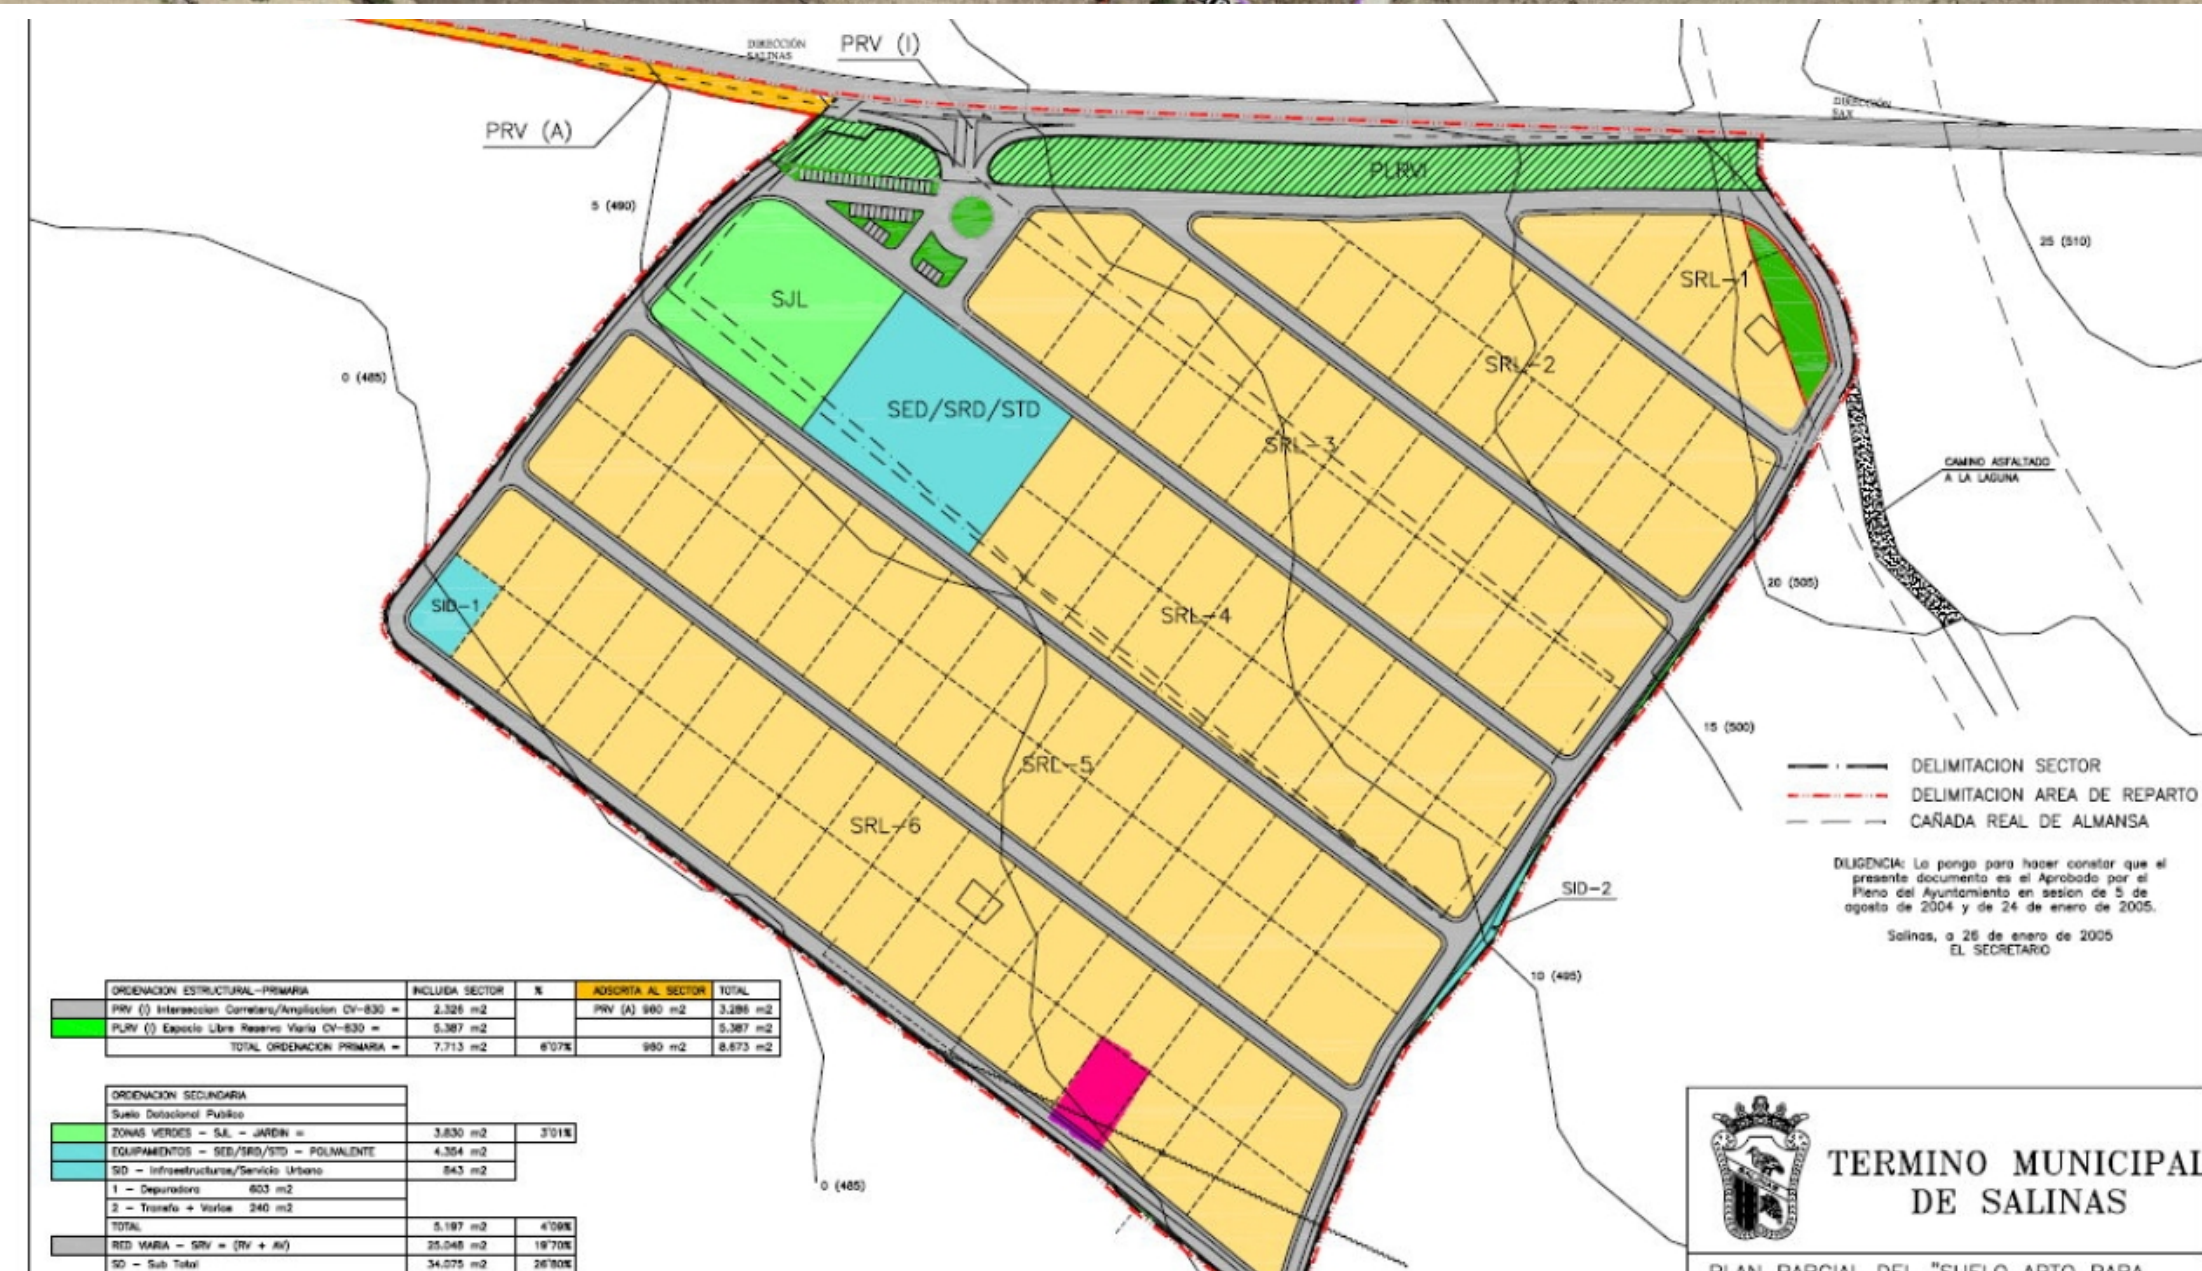 DIRECCIÓN
SALINAS
PRV (I)
DIRECCIÓN
SAX
PRV (A)
PLRVI
5 (490)
25 (510)
SRL-1
SJL
0 (485)
SRL-2
SED/SRD/STD
SRL-3
CAMINO ASFALTADO
A LA LAGUNA
20 (505)
SID-1
SRL-4
15 (500)
SRL-5
DELIMITACION SECTOR
DELIMITACION AREA DE REPARTO
CAÑADA REAL DE ALMANSA
SRL-6
DILIGENCIA: La pongo para hacer constar que el
presente documento es el Aprobado por el
Pleno del Ayuntamiento en sesion de 5 de
agosto de 2004 y de 24 de enero de 2005.
Salinas, a 26 de enero de 2005
EL SECRETARIO
SID-2
10 (495)
0 (485)
ORDENACION ESTRUCTURAL-PRIMARIA INCLUIDA SECTOR % ADSCRITA AL SECTOR TOTAL
PRV (I) Interseccion Carretera/Ampliacion CV-830 = 2.326 m2 PRV (A) 960 m2 3.286 m2
PLRV (I) Espacio Libre Reserva Viaria CV-830 = 5.387 m2 5.387 m2
TOTAL ORDENACION PRIMARIA = 7.713 m2 6'07% 960 m2 8.673 m2
ORDENACION SECUNDARIA
Suelo Dotacional Publico
ZONAS VERDES - SJL - JARDIN = 3.830 m2 3'01%
EQUIPAMIENTOS - SED/SRD/STD - POLIVALENTE 4.354 m2
SID - Infraestructuras/Servicio Urbano 843 m2
1 - Depuradora 603 m2
2 - Transfo + Varios 240 m2
TOTAL 5.197 m2 4'09%
RED VIARIA - SRV = (RV + AV) 25.048 m2 19'70%
SD - Sub Total 34.075 m2 26'80%
TERMINO MUNICIPAL
DE SALINAS
PLAN PARCIAL DEL "SUELO APTO PARA